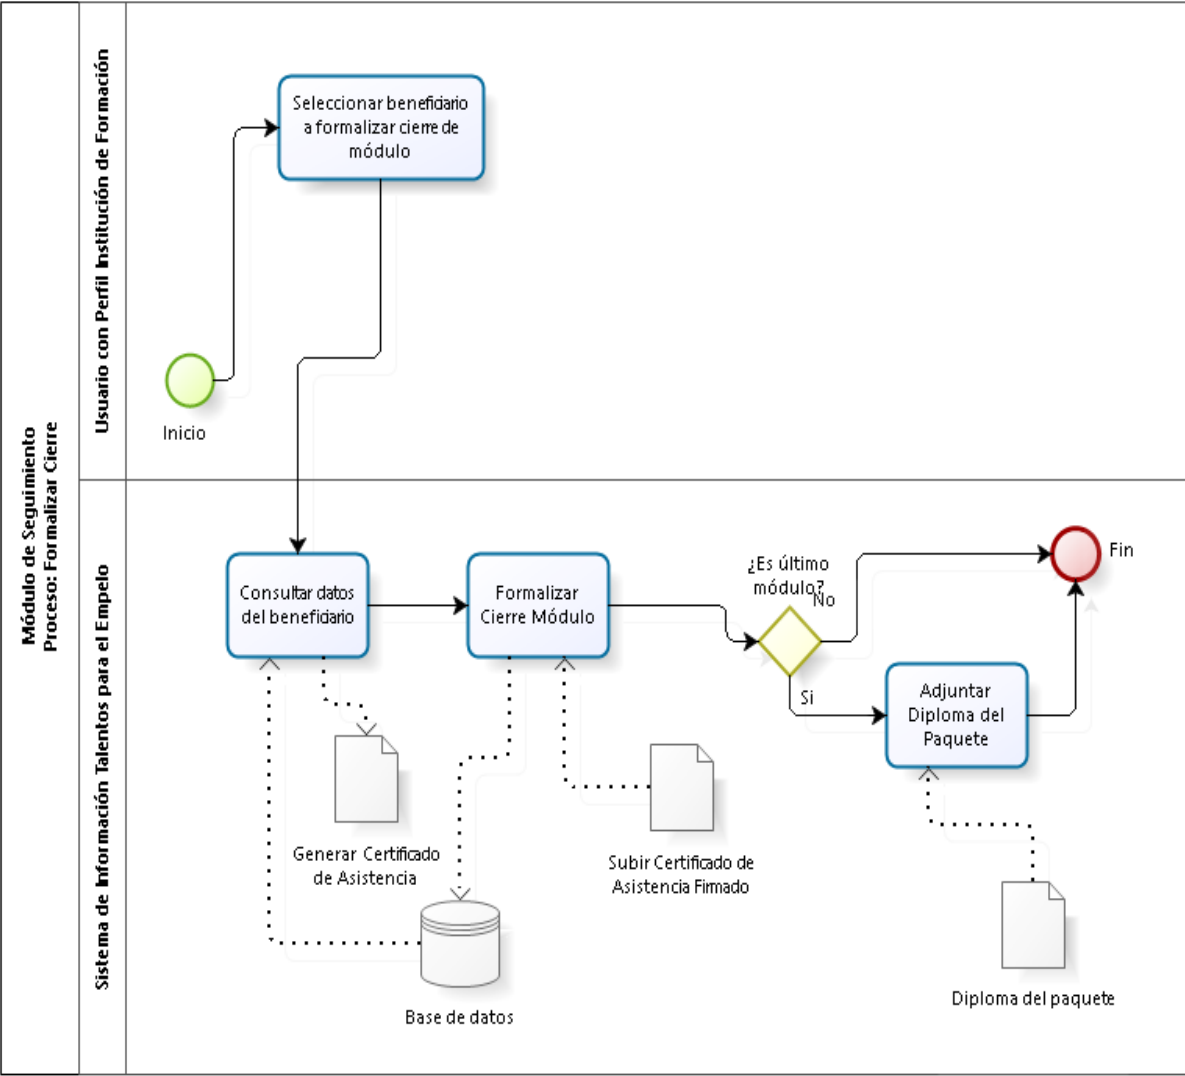 Módulo de Seguimiento
Proceso: Formalizar Cierre
Usuario con Perfil Institución de Formación
Seleccionar beneficiario
a formalizar cierre de
módulo
Inicio
Sistema de Información Talentos para el Empelo
Consultar datos
del beneficiario
Formalizar
Cierre Módulo
¿Es último
módulo?
No
Si
Fin
Adjuntar
Diploma del
Paquete
Generar Certificado
de Asistencia
Subir Certificado de
Asistencia Firmado
Base de datos
Diploma del paquete